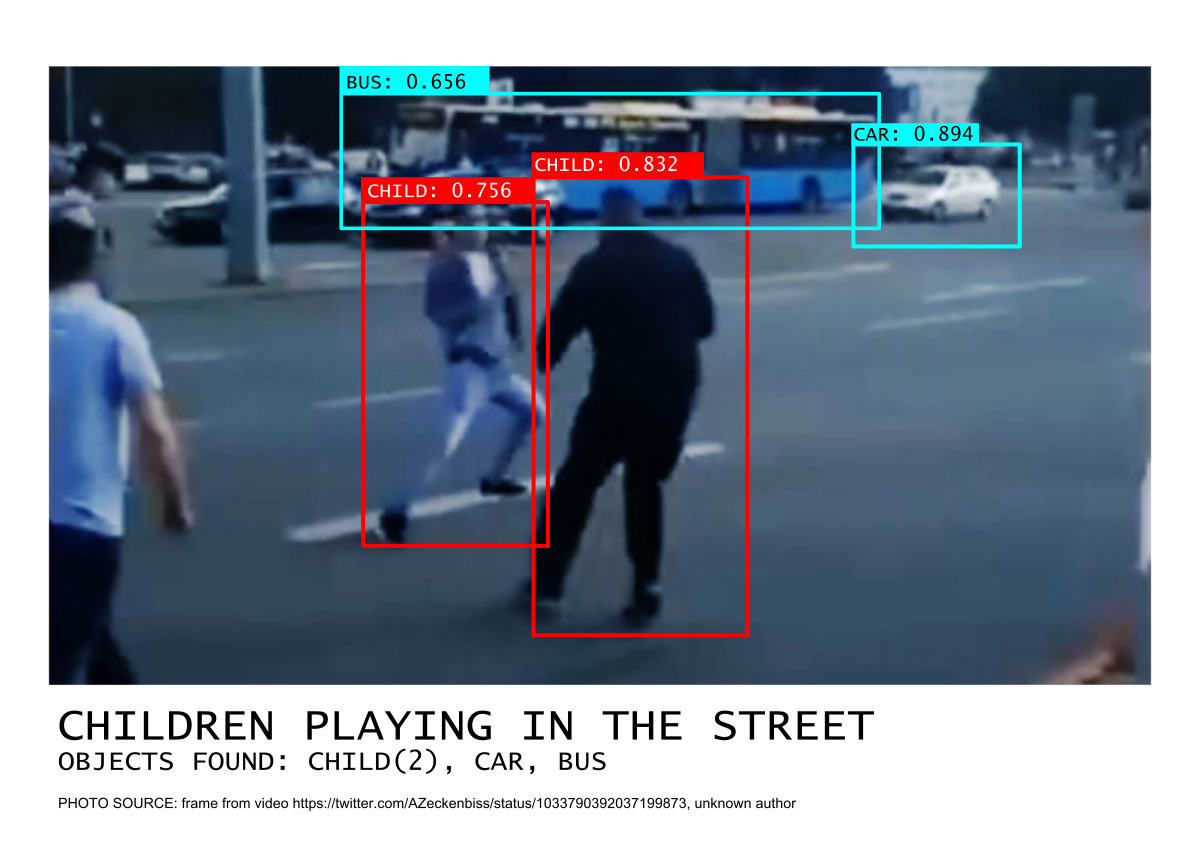 BUS: 0.656
CAR: 0.894
CHILD: 0.832
CHILD: 0.756
CHILDREN PLAYING IN THE STREET
OBJECTS FOUND: CHILD(2), CAR, BUS
PHOTO SOURCE: frame from video https://twitter.com/AZeckenbiss/status/1033790392037199873, unknown author